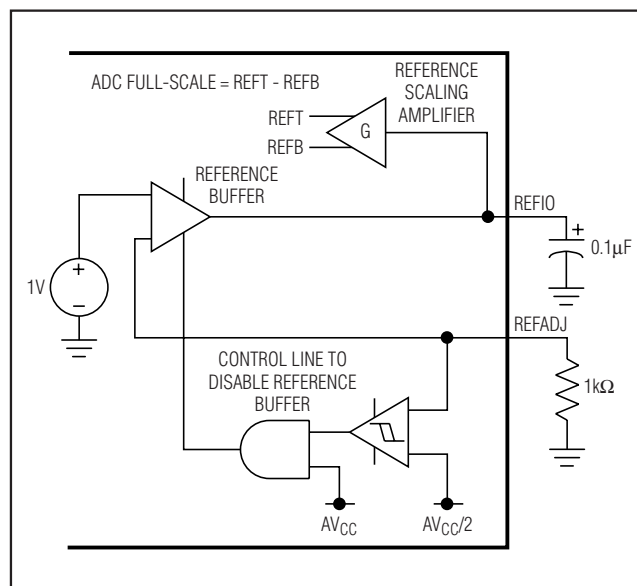 ADC FULL-SCALE = REFT - REFB
REFERENCE
SCALING
AMPLIFIER
REFT
REFB
G
REFERENCE
BUFFER
REFIO
+
0.1μF
1V
+
−
REFADJ
CONTROL LINE TO
DISABLE REFERENCE
BUFFER
1kΩ
AVCC
AVCC/2